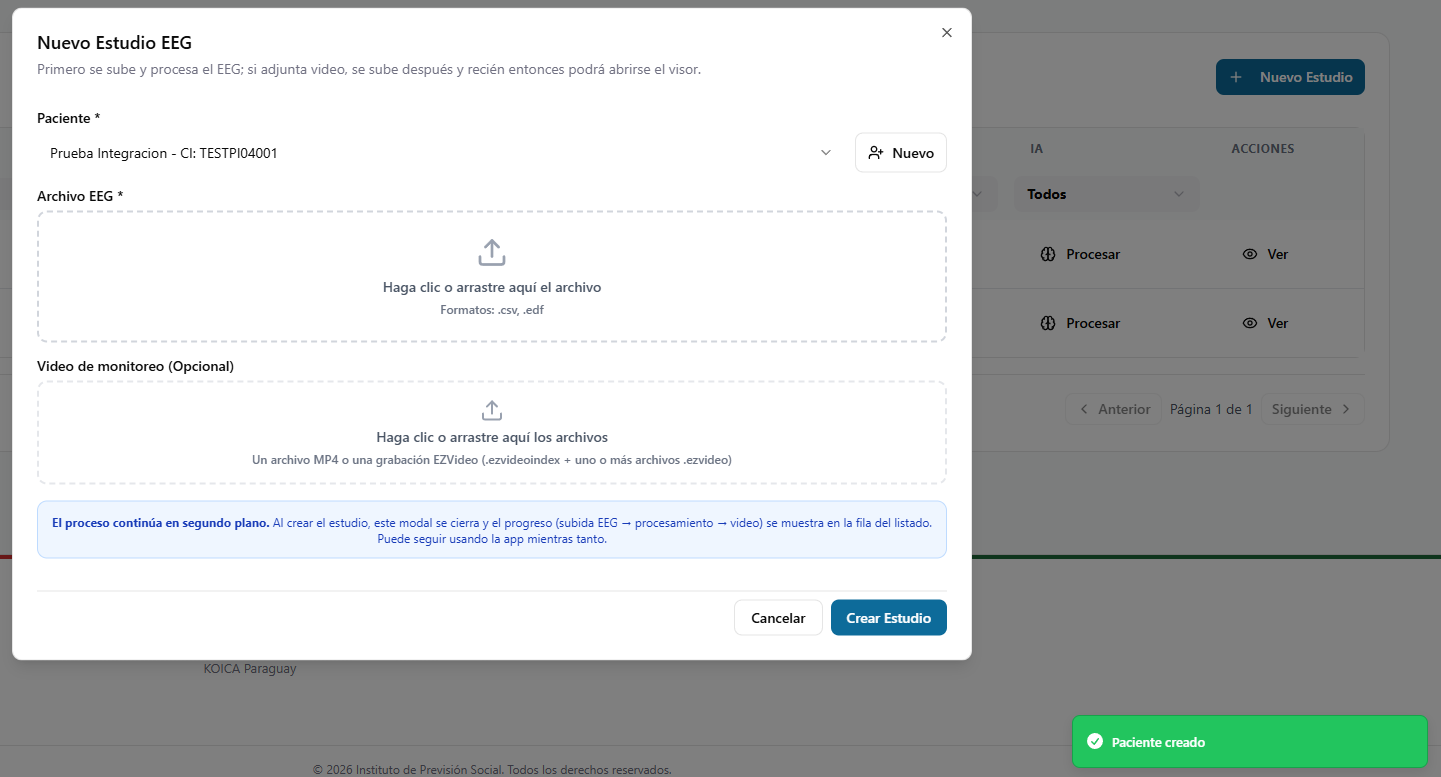 Nuevo Estudio EEG
Primero se sube y procesa el EEG; si adjunta video, se sube después y recién entonces podrá abrirse el visor.
Paciente *
Prueba Integracion - CI: TESTPI04001
Nuevo
Archivo EEG *
Haga clic o arrastre aquí el archivo
Formatos: .csv, .edf
Video de monitoreo (Opcional)
Haga clic o arrastre aquí los archivos
Un archivo MP4 o una grabación EZVideo (.ezvideoindex + uno o más archivos .ezvideo)
El proceso continúa en segundo plano. Al crear el estudio, este modal se cierra y el progreso (subida EEG → procesamiento → video) se muestra en la fila del listado.
Puede seguir usando la app mientras tanto.
Cancelar
Crear Estudio
Nuevo Estudio
IA
ACCIONES
Todos
Procesar
Ver
Procesar
Ver
Anterior
Página 1 de 1
Siguiente
KOICA Paraguay
© 2026 Instituto de Previsión Social. Todos los derechos reservados.
Paciente creado